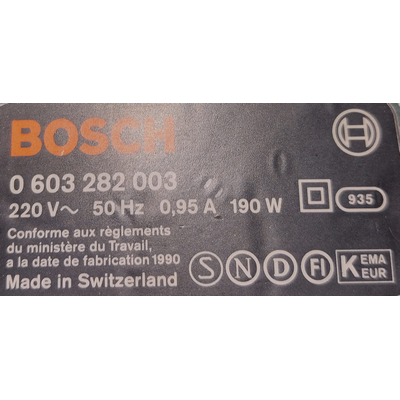 BOSCH
0 603 282 003
220 V~ 50 Hz 0,95 A 190 W
935
Conforme aux règlements
du ministère du Travail,
a la date de fabrication 1990
Made in Switzerland
S N D FI KEMA KEUR